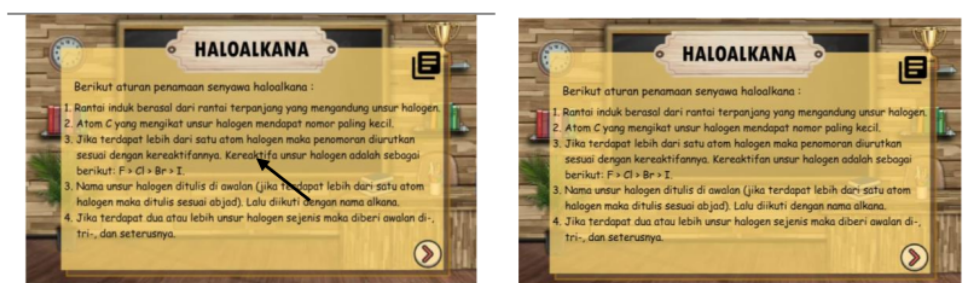 HALOALKANA
Berikut aturan penamaan senyawa haloalkana :
1. Rantai induk berasal dari rantai terpanjang yang mengandung unsur halogen.
2. Atom C yang mengikat unsur halogen mendapat nomor paling kecil.
3. Jika terdapat lebih dari satu atom halogen maka penomoran diurutkan
sesuai dengan kereaktifannya. Kereaktifa unsur halogen adalah sebagai
berikut: F > Cl > Br > I.
3. Nama unsur halogen ditulis di awalan (jika terdapat lebih dari satu atom
halogen maka ditulis sesuai abjad). Lalu diikuti dengan nama alkana.
4. Jika terdapat dua atau lebih unsur halogen sejenis maka diberi awalan di-,
tri-, dan seterusnya.
HALOALKANA
Berikut aturan penamaan senyawa haloalkana :
1. Rantai induk berasal dari rantai terpanjang yang mengandung unsur halogen.
2. Atom C yang mengikat unsur halogen mendapat nomor paling kecil.
3. Jika terdapat lebih dari satu atom halogen maka penomoran diurutkan
sesuai dengan kereaktifannya. Kereaktifan unsur halogen adalah sebagai
berikut: F > Cl > Br > I.
3. Nama unsur halogen ditulis di awalan (jika terdapat lebih dari satu atom
halogen maka ditulis sesuai abjad). Lalu diikuti dengan nama alkana.
4. Jika terdapat dua atau lebih unsur halogen sejenis maka diberi awalan di-,
tri-, dan seterusnya.